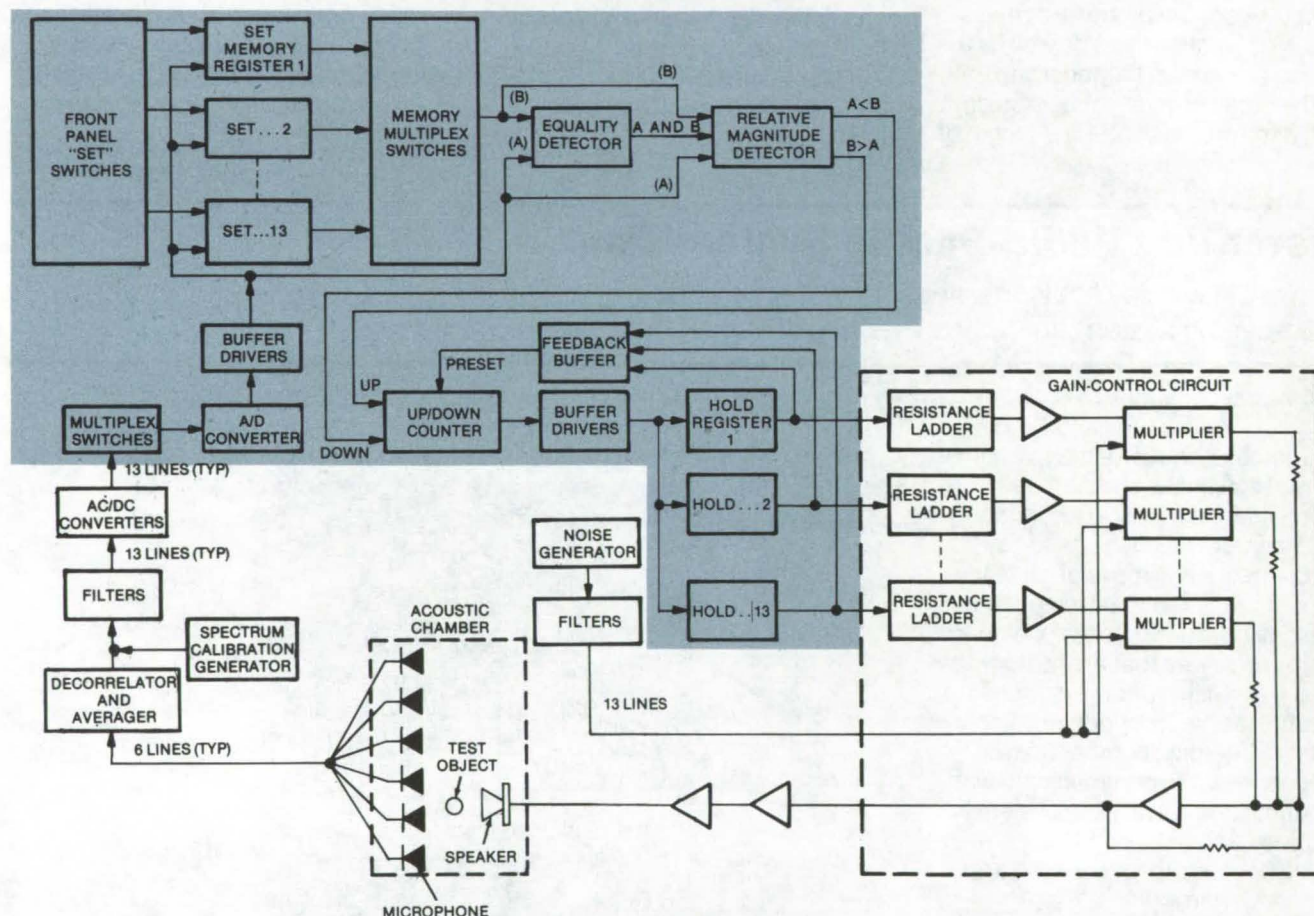 FRONT
PANEL
"SET"
SWITCHES
SET
MEMORY
REGISTER 1
SET...2
SET...13
MEMORY
MULTIPLEX
SWITCHES
(B)
(B)
(A)
EQUALITY
DETECTOR
A AND B
(A)
RELATIVE
MAGNITUDE
DETECTOR
A<B
B>A
BUFFER
DRIVERS
MULTIPLEX
SWITCHES
A/D
CONVERTER
UP
DOWN
PRESET
FEEDBACK
BUFFER
UP/DOWN
COUNTER
BUFFER
DRIVERS
HOLD
REGISTER
1
HOLD...2
HOLD...13
GAIN-CONTROL CIRCUIT
RESISTANCE
LADDER
MULTIPLIER
RESISTANCE
LADDER
MULTIPLIER
RESISTANCE
LADDER
MULTIPLIER
13 LINES (TYP)
AC/DC
CONVERTERS
13 LINES (TYP)
FILTERS
SPECTRUM
CALIBRATION
GENERATOR
DECORRELATOR
AND
AVERAGER
6 LINES (TYP)
NOISE
GENERATOR
FILTERS
13 LINES
ACOUSTIC
CHAMBER
TEST
OBJECT
SPEAKER
MICROPHONE